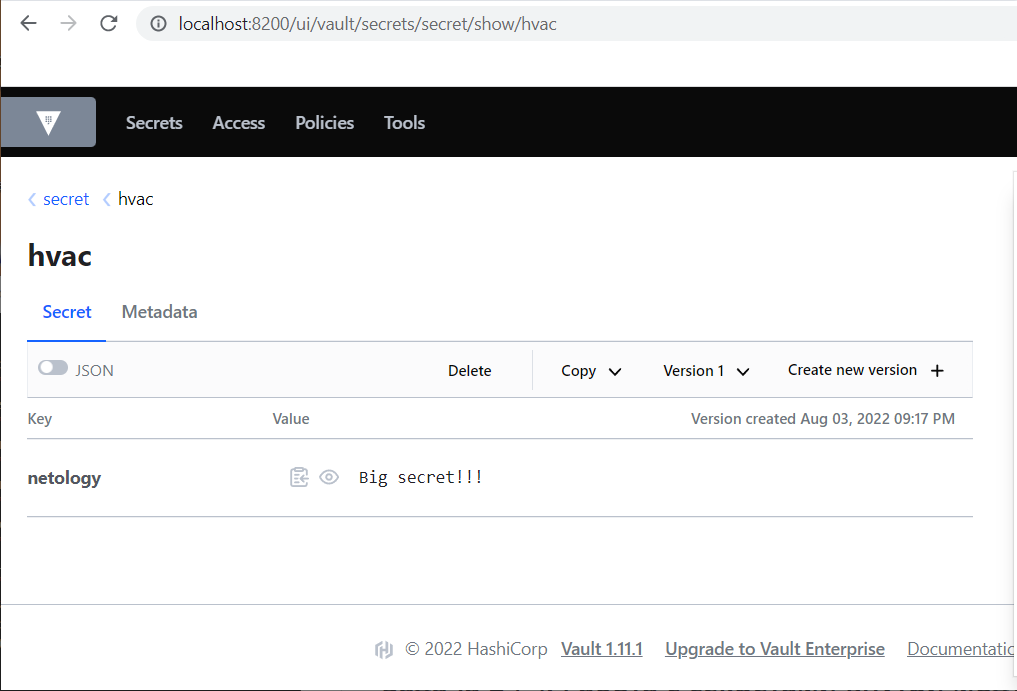 localhost:8200/ui/vault/secrets/secret/show/hvac
Secrets Access Policies Tools
secret hvac
hvac
Secret Metadata
JSON Delete Copy Version 1 Create new version +
Key Value Version created Aug 03, 2022 09:17 PM
netology Big secret!!!
© 2022 HashiCorp Vault 1.11.1 Upgrade to Vault Enterprise Documentatio